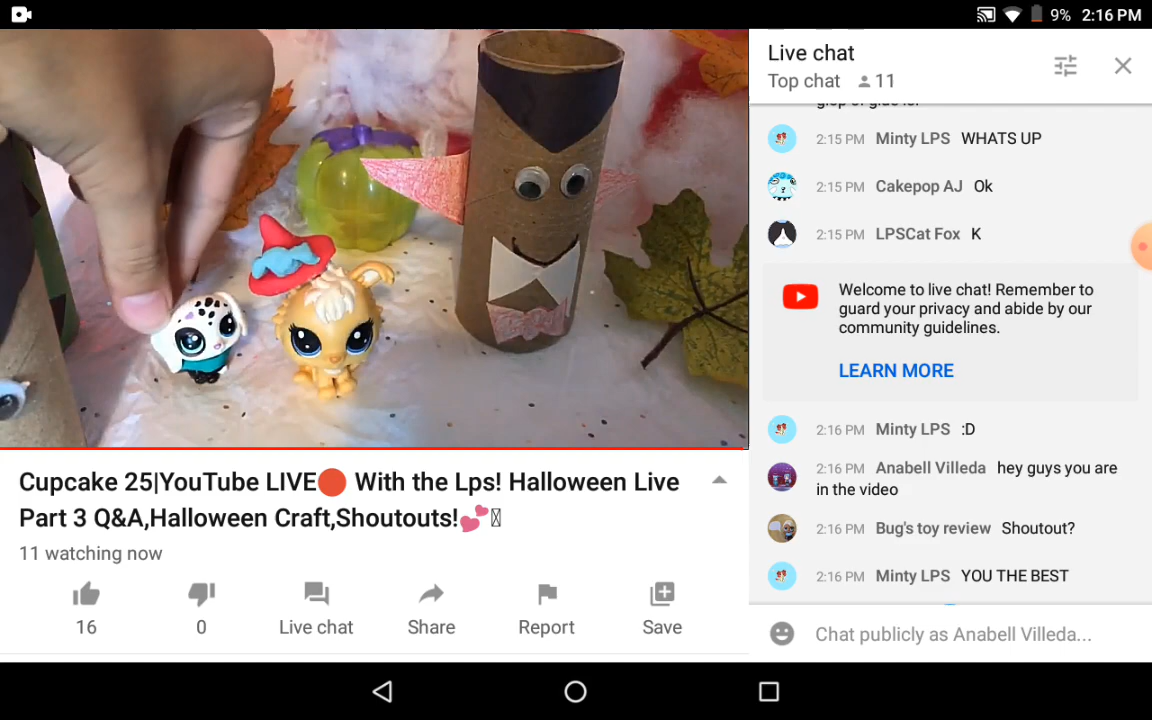 9% 2:16 PM
Live chat
Top chat 11
2:15 PM Minty LPS WHATS UP
2:15 PM Cakepop AJ Ok
2:15 PM LPSCat Fox K
Welcome to live chat! Remember to
guard your privacy and abide by our
community guidelines.
LEARN MORE
2:16 PM Minty LPS :D
2:16 PM Anabell Villeda hey guys you are
in the video
2:16 PM Bug's toy review Shoutout?
2:16 PM Minty LPS YOU THE BEST
Chat publicly as Anabell Villeda...
Cupcake 25|YouTube LIVE🔴 With the Lps! Halloween Live
Part 3 Q&A,Halloween Craft,Shoutouts!💕
11 watching now
16 0 Live chat Share Report Save